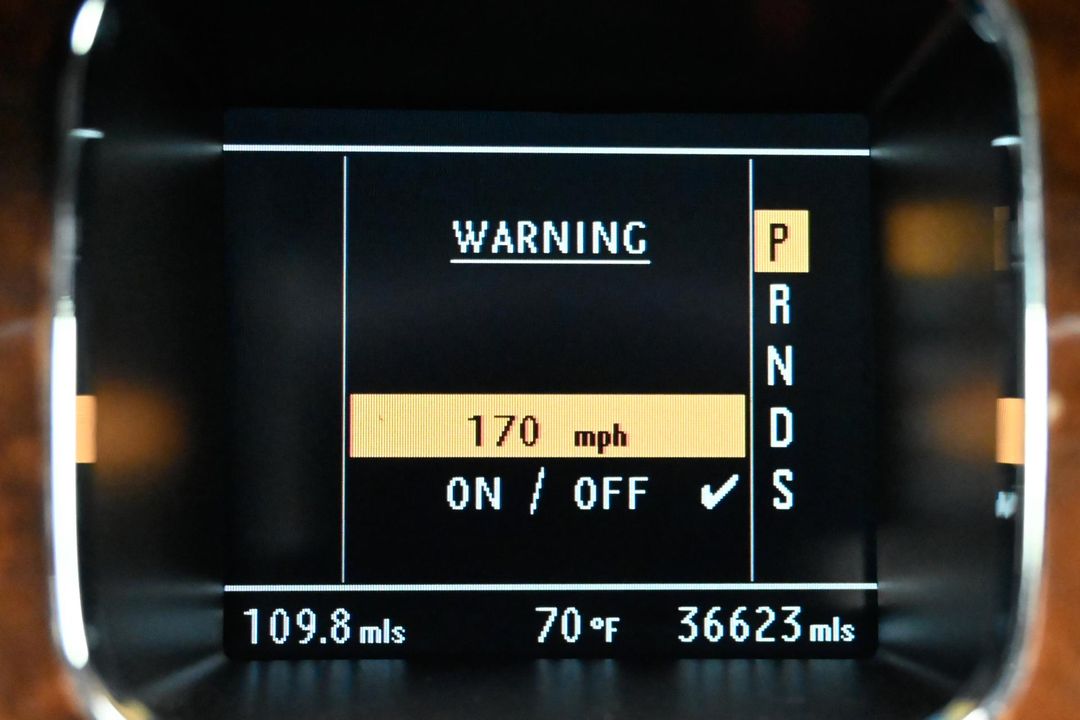 WARNING
P
R
N
170 mph
D
ON / OFF ✔
S
109.8 mls 70 °F 36623 mls